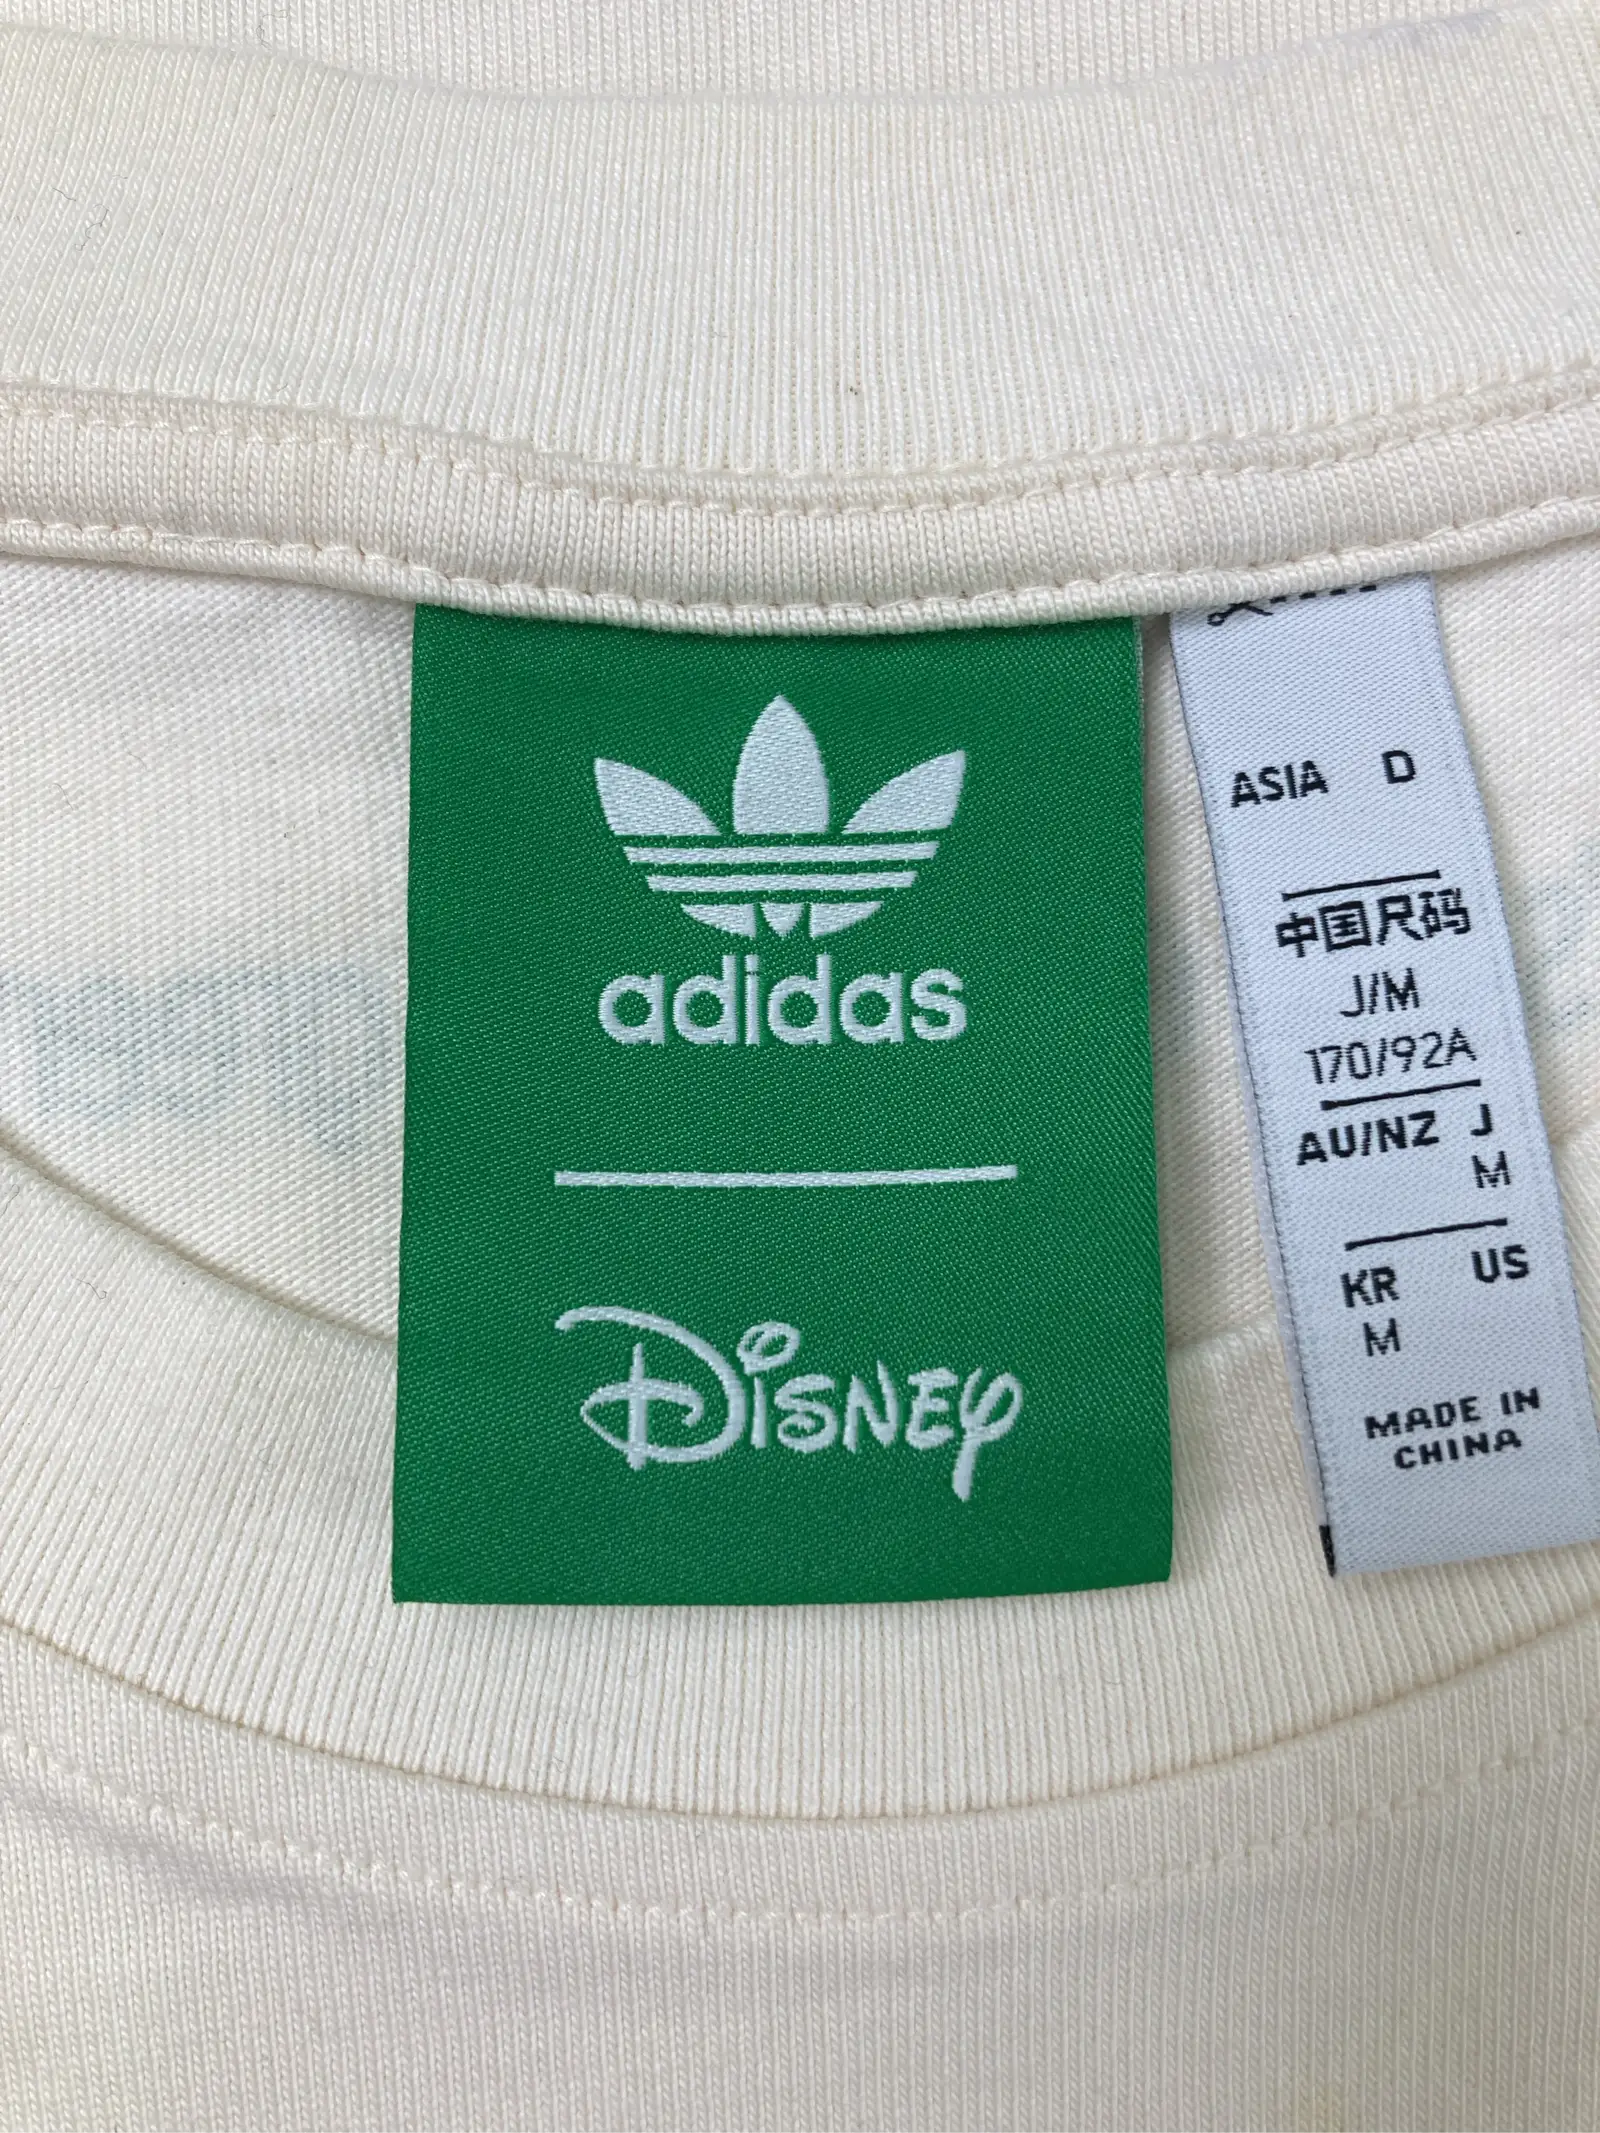 adidas
Disney
ASIA D
中国尺码
J/M
170/92A
AU/NZ J
M
KR US
M
MADE IN
CHINA